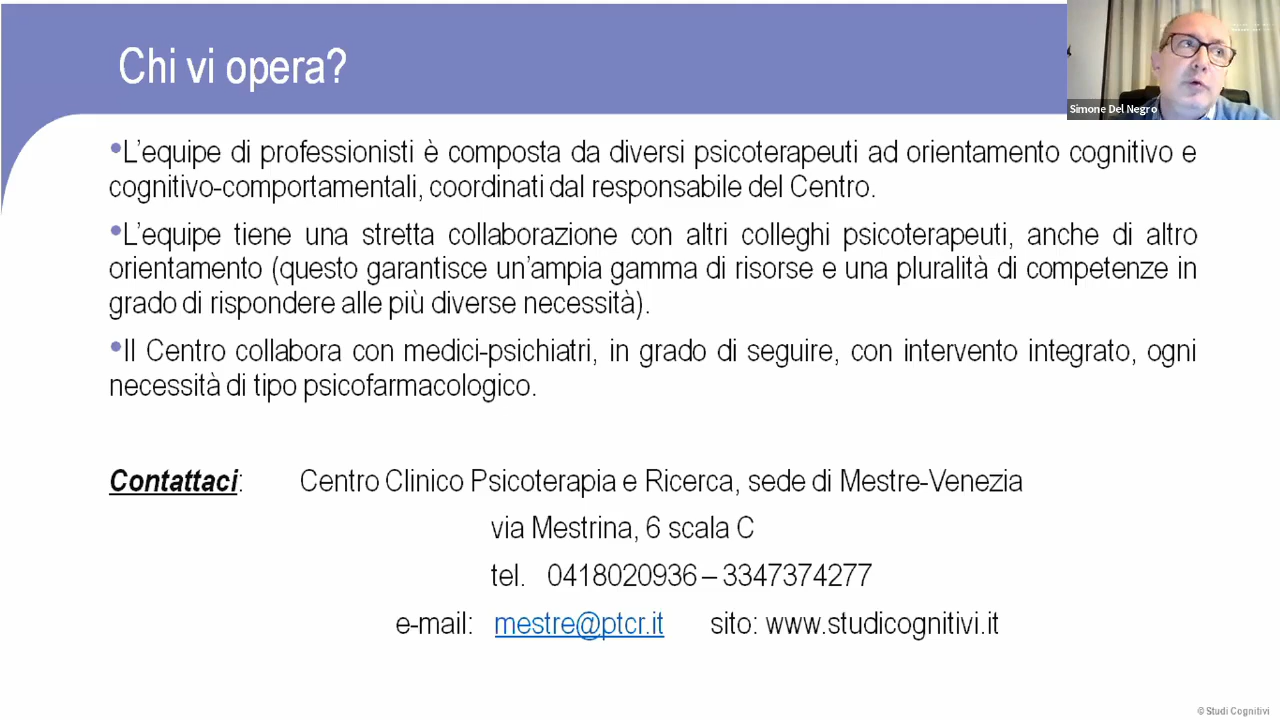 Chi vi opera?
Simone Del Negro
•L'equipe di professionisti è composta da diversi psicoterapeuti ad orientamento cognitivo e
cognitivo-comportamentali, coordinati dal responsabile del Centro.
•L'equipe tiene una stretta collaborazione con altri colleghi psicoterapeuti, anche di altro
orientamento (questo garantisce un'ampia gamma di risorse e una pluralità di competenze in
grado di rispondere alle più diverse necessità).
•Il Centro collabora con medici-psichiatri, in grado di seguire, con intervento integrato, ogni
necessità di tipo psicofarmacologico.
Contattaci: Centro Clinico Psicoterapia e Ricerca, sede di Mestre-Venezia
via Mestrina, 6 scala C
tel. 0418020936 – 3347374277
e-mail: mestre@ptcr.it sito: www.studicognitivi.it
© Studi Cognitivi